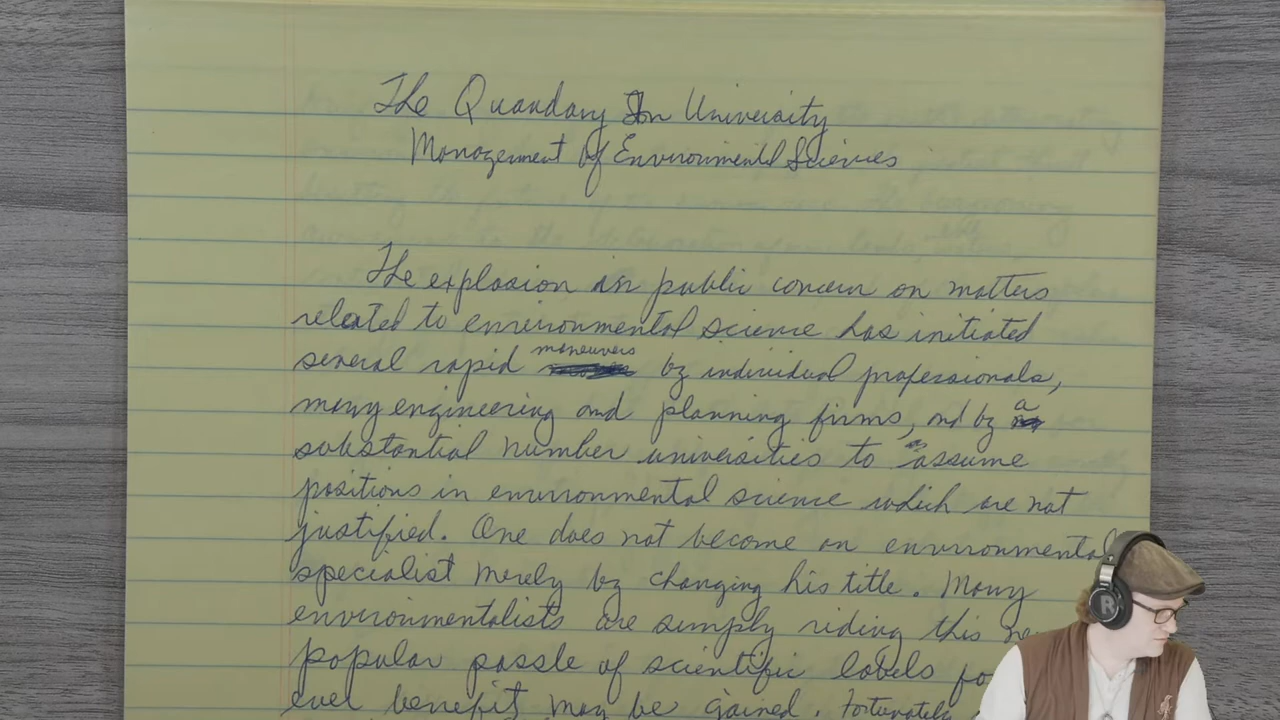 The Quandary In University
Management of Environmental Sciences
The explosion in public concern on matters
related to environmental science has initiated
several rapid maneuvers by individual professionals,
many engineering and planning firms, and by a
substantial number universities to assume
positions in environmental science which are not
justified. One does not become an environmental
specialist merely by changing his title. Many
environmentalists are simply riding this
popular passle of scientific labels
ever benefit may be gained. Fortunately
R